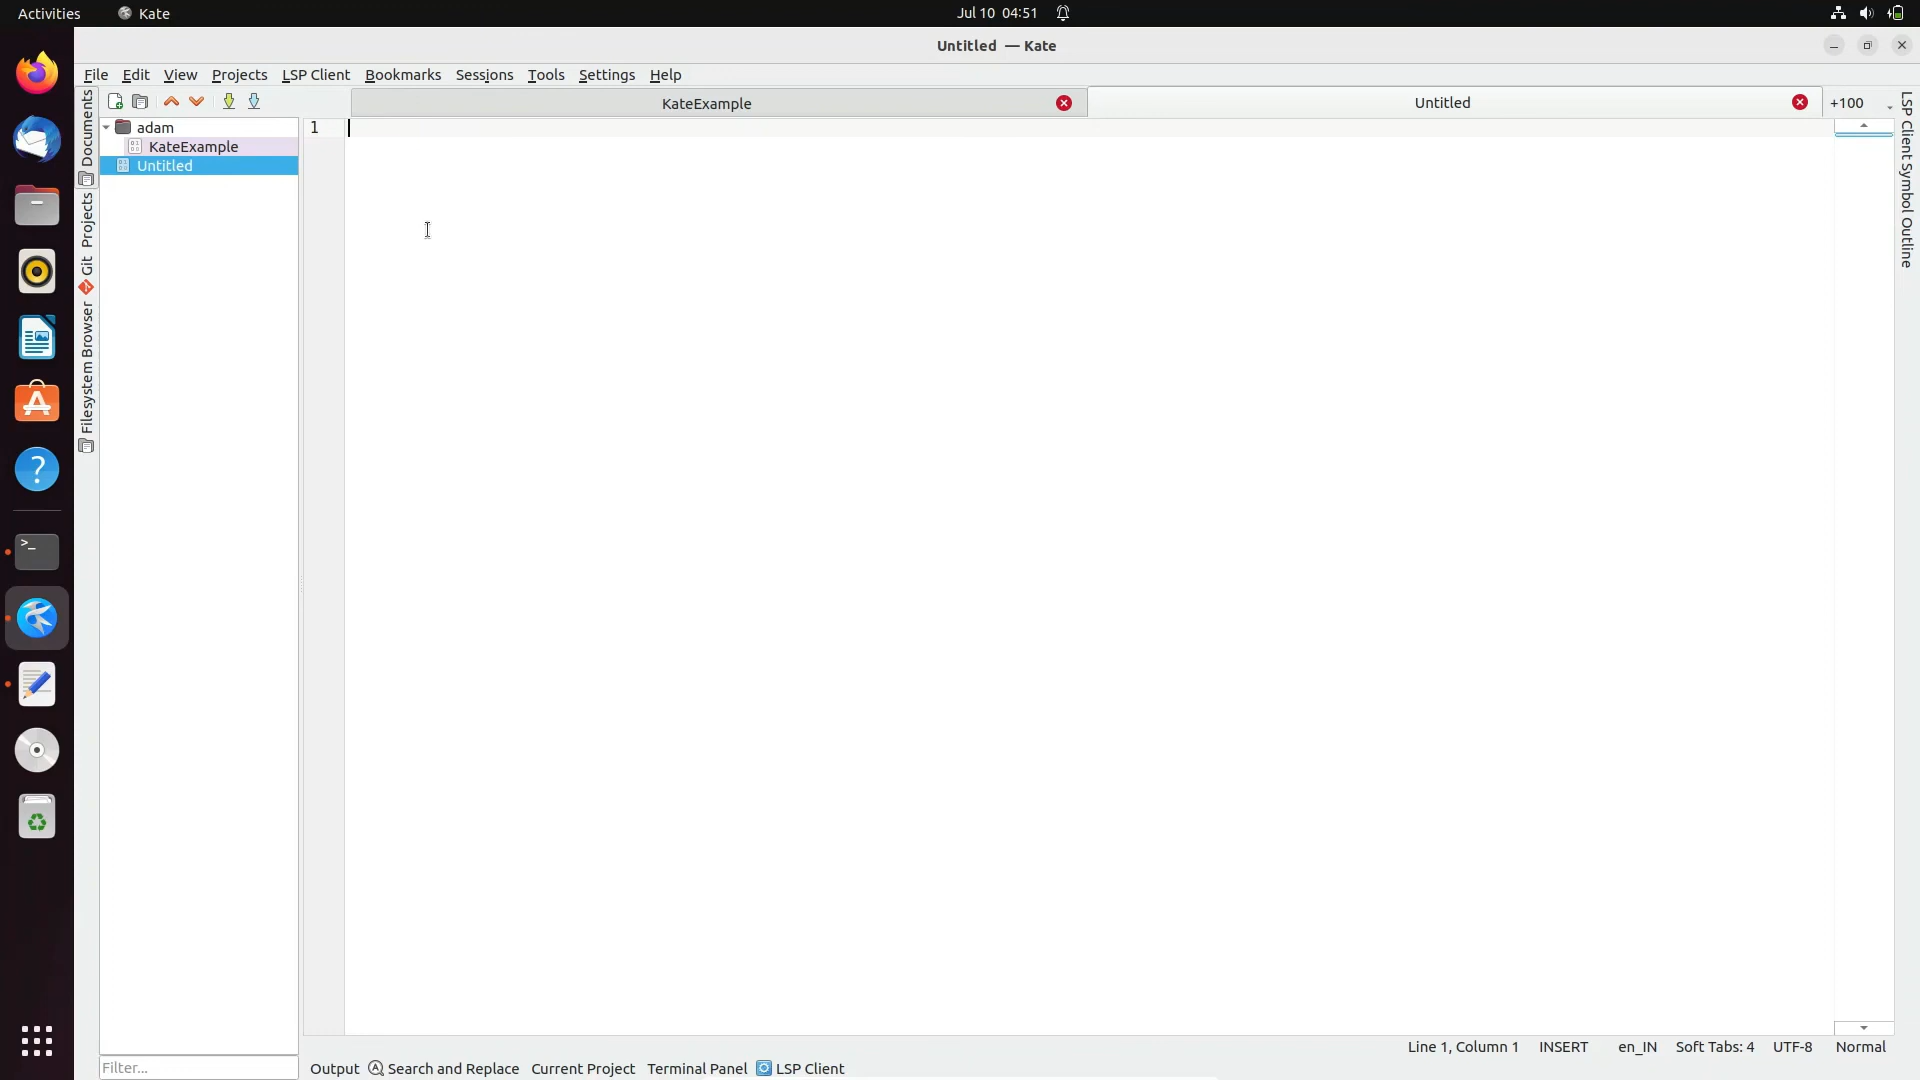 Activities Kate Jul 10 04:51
Untitled — Kate
File Edit View Projects LSP Client Bookmarks Sessions Tools Settings Help
KateExample Untitled +100
adam
KateExample
Untitled
1
Documents
Projects
Git
Filesystem Browser
LSP Client Symbol Outline
Line 1, Column 1 INSERT en_IN Soft Tabs: 4 UTF-8 Normal
Filter... Output Search and Replace Current Project Terminal Panel LSP Client